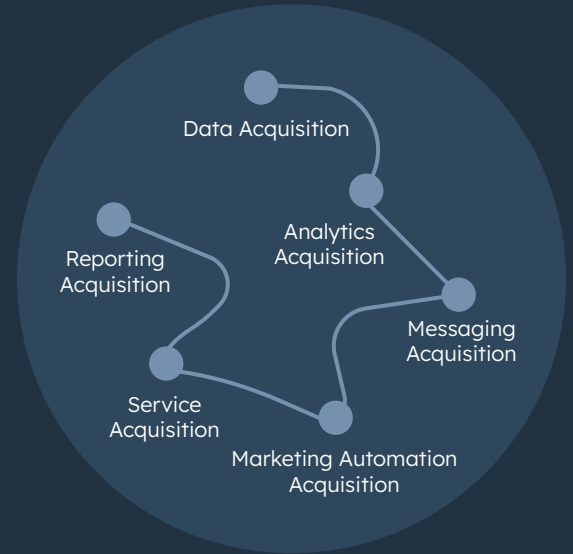 Data Acquisition
Analytics
Acquisition
Reporting
Acquisition
Messaging
Acquisition
Service
Acquisition
Marketing Automation
Acquisition